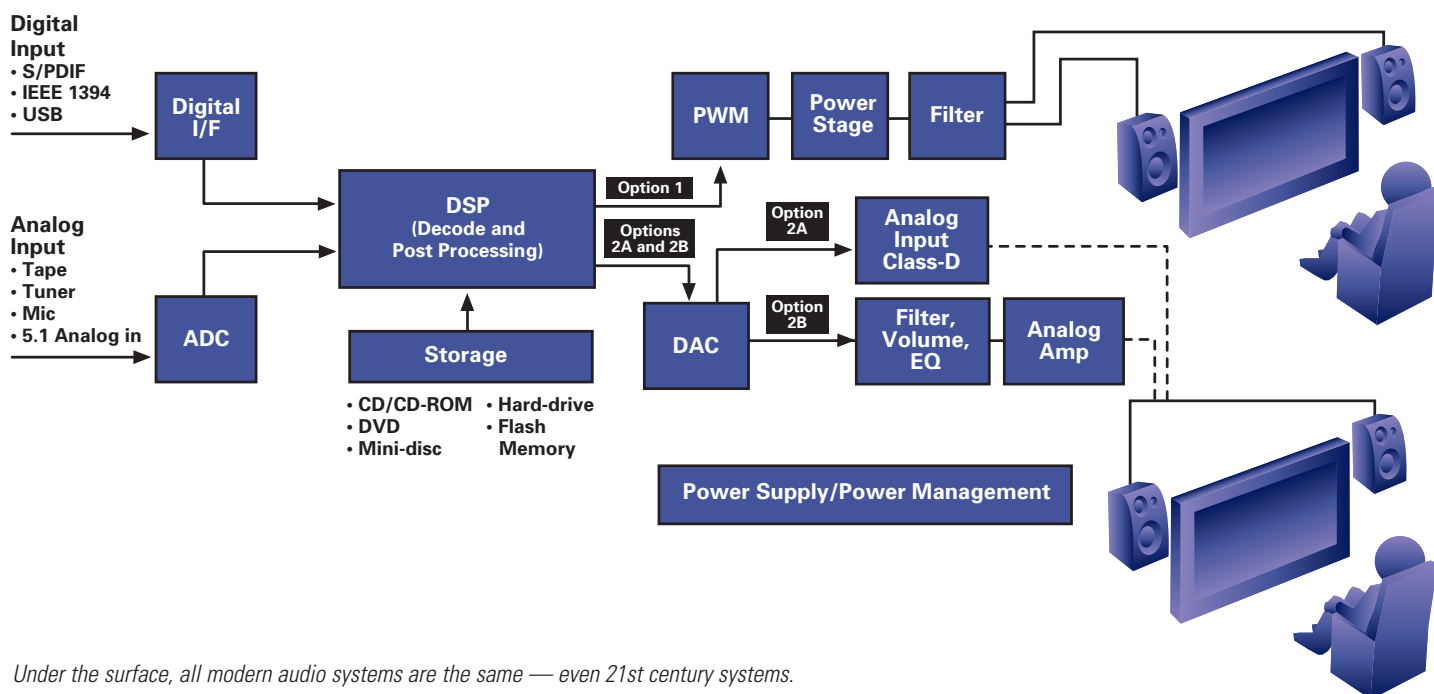 Digital
Input
• S/PDIF
• IEEE 1394
• USB
Digital
I/F
Analog
Input
• Tape
• Tuner
• Mic
• 5.1 Analog in
ADC
DSP
(Decode and
Post Processing)
Storage
• CD/CD-ROM
• DVD
• Mini-disc
• Hard-drive
• Flash
Memory
Option 1
Options
2A and 2B
PWM
Power
Stage
Filter
DAC
Option
2A
Analog
Input
Class-D
Option
2B
Filter,
Volume,
EQ
Analog
Amp
Power Supply/Power Management
Under the surface, all modern audio systems are the same — even 21st century systems.